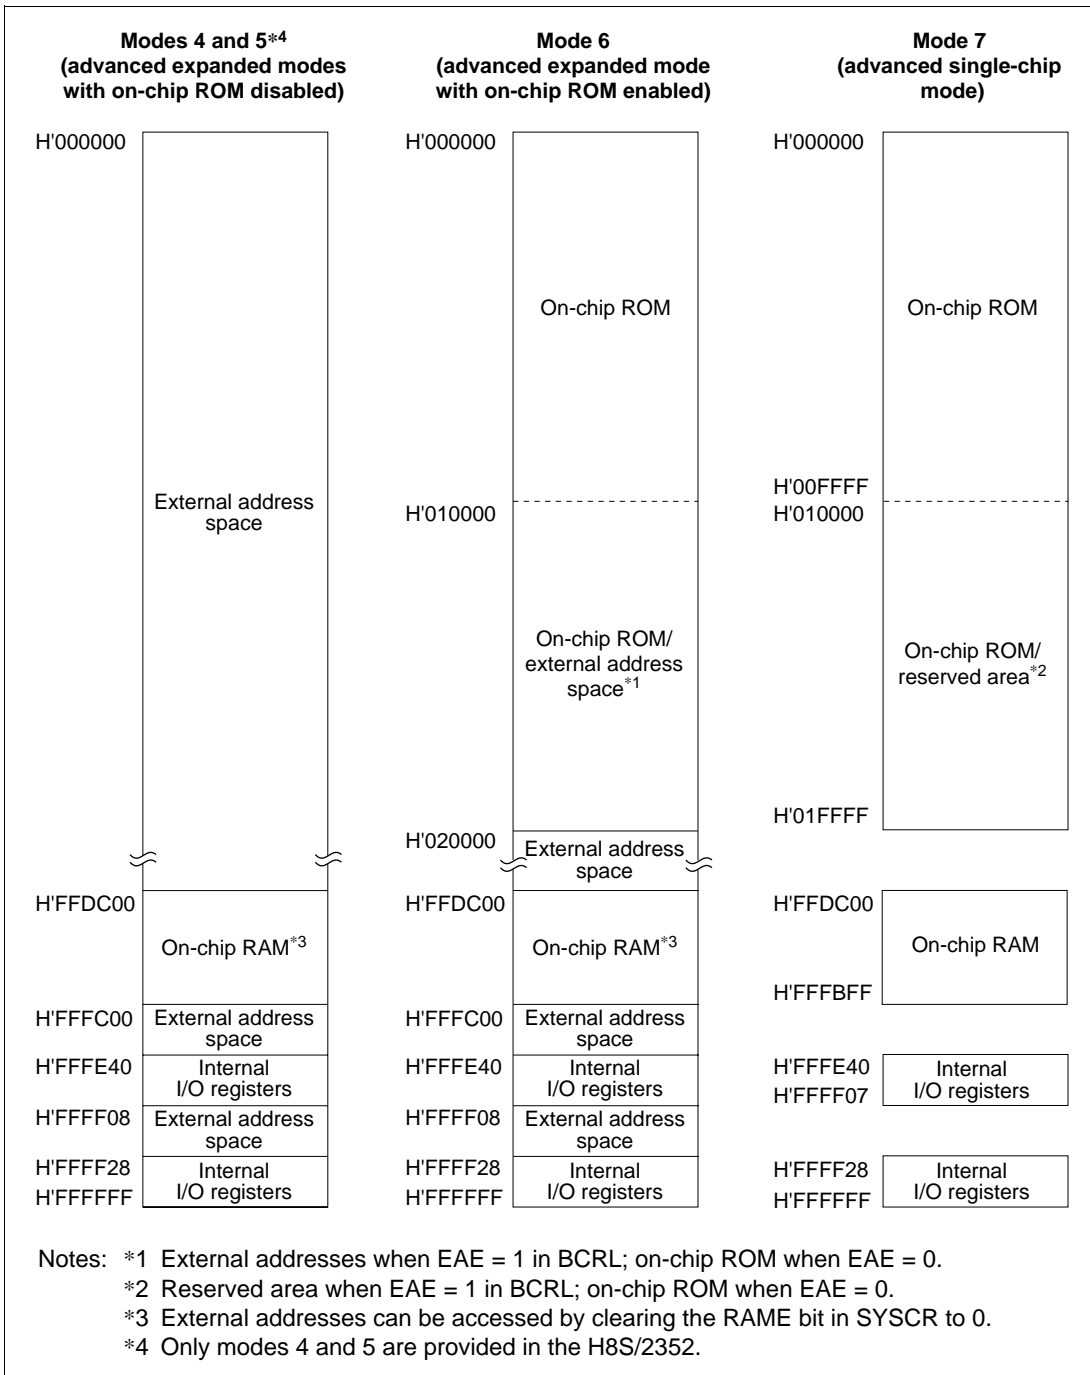 Modes 4 and 5*4
(advanced expanded modes
with on-chip ROM disabled)
H'000000
External address
space
H'FFDC00
On-chip RAM*3
H'FFFC00
External address
space
H'FFFE40
Internal
I/O registers
H'FFFF08
External address
space
H'FFFF28
Internal
I/O registers
H'FFFFFF
Mode 6
(advanced expanded mode
with on-chip ROM enabled)
H'000000
On-chip ROM
H'010000
On-chip ROM/
external address
space*1
H'020000
External address
space
H'FFDC00
On-chip RAM*3
H'FFFC00
External address
space
H'FFFE40
Internal
I/O registers
H'FFFF08
External address
space
H'FFFF28
Internal
I/O registers
H'FFFFFF
Mode 7
(advanced single-chip
mode)
H'000000
On-chip ROM
H'00FFFF
H'010000
On-chip ROM/
reserved area*2
H'01FFFF
H'FFDC00
On-chip RAM
H'FFFBFF
H'FFFE40
Internal
I/O registers
H'FFFF07
H'FFFF28
Internal
I/O registers
H'FFFFFF
Notes: *1 External addresses when EAE = 1 in BCRL; on-chip ROM when EAE = 0.
*2 Reserved area when EAE = 1 in BCRL; on-chip ROM when EAE = 0.
*3 External addresses can be accessed by clearing the RAME bit in SYSCR to 0.
*4 Only modes 4 and 5 are provided in the H8S/2352.